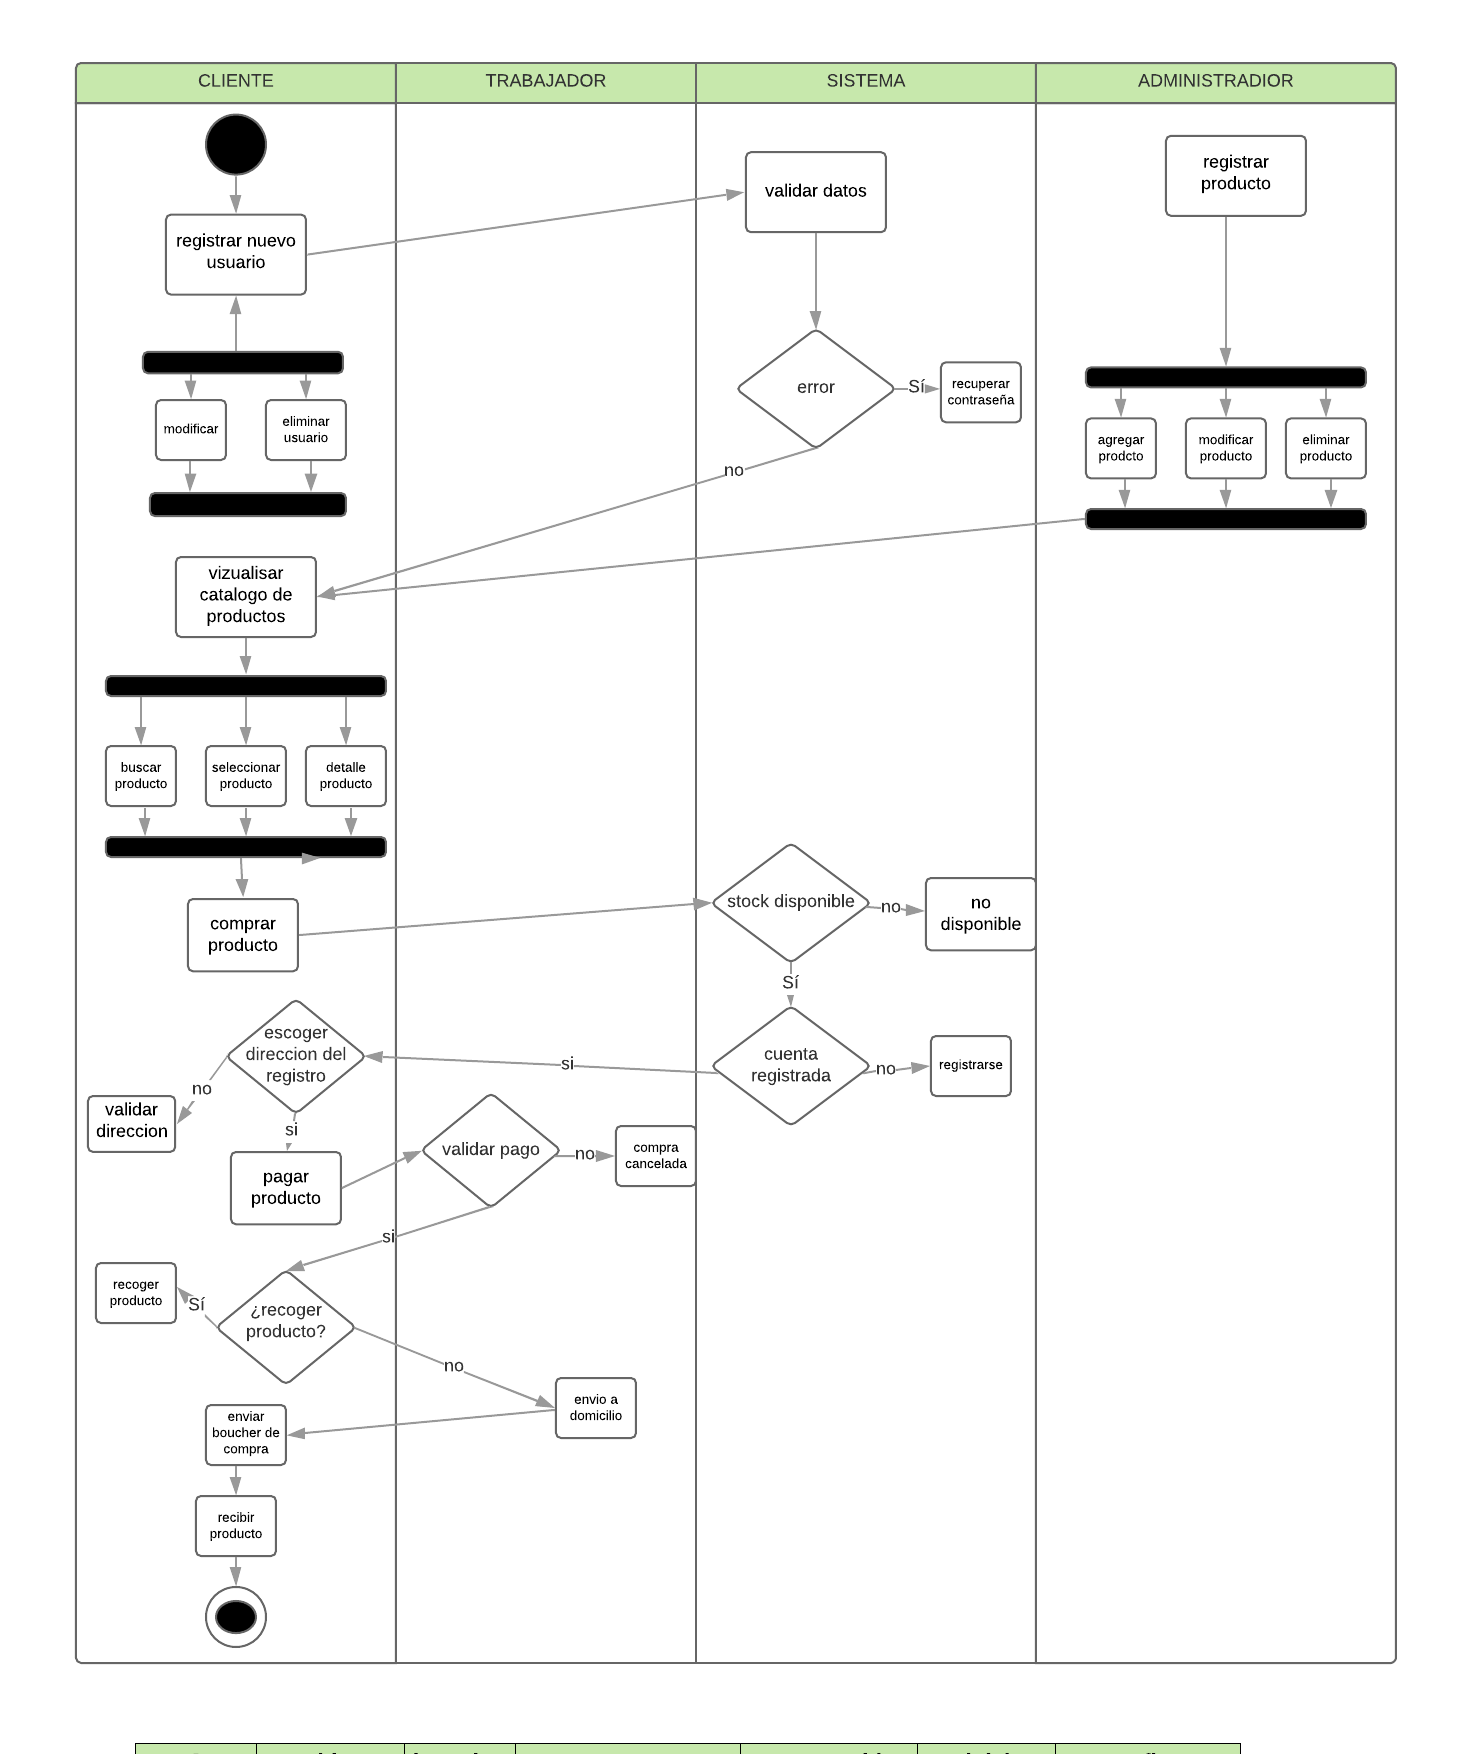 CLIENTE
TRABAJADOR
SISTEMA
ADMINISTRADIOR
registrar nuevo
usuario
validar datos
registrar
producto
error
Sí
recuperar
contraseña
no
modificar
eliminar
usuario
agregar
prodcto
modificar
producto
eliminar
producto
vizualisar
catalogo de
productos
buscar
producto
seleccionar
producto
detalle
producto
comprar
producto
stock disponible
no
no
disponible
Sí
cuenta
registrada
no
registrarse
si
escoger
direccion del
registro
no
validar
direccion
si
pagar
producto
validar pago
no
compra
cancelada
si
¿recoger
producto?
Sí
recoger
producto
no
envio a
domicilio
enviar
boucher de
compra
recibir
producto